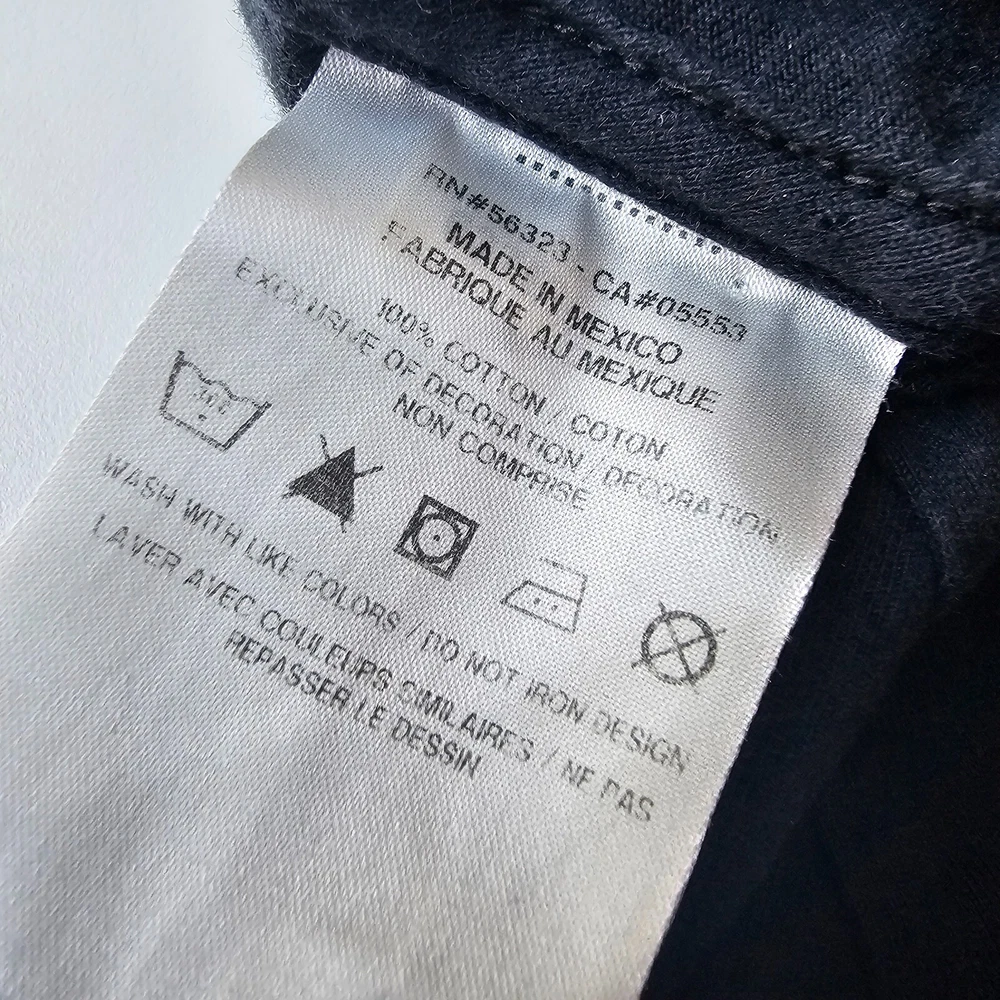 RN#56323 - CA#05553
MADE IN MEXICO
FABRIQUE AU MEXIQUE
100% COTTON / COTON
EXCLUSIVE OF DECORATION / DECORATION
NON COMPRISE
WASH WITH LIKE COLORS / DO NOT IRON DESIGN
LAVER AVEC COULEURS SIMILAIRES / NE PAS
REPASSER LE DESSIN